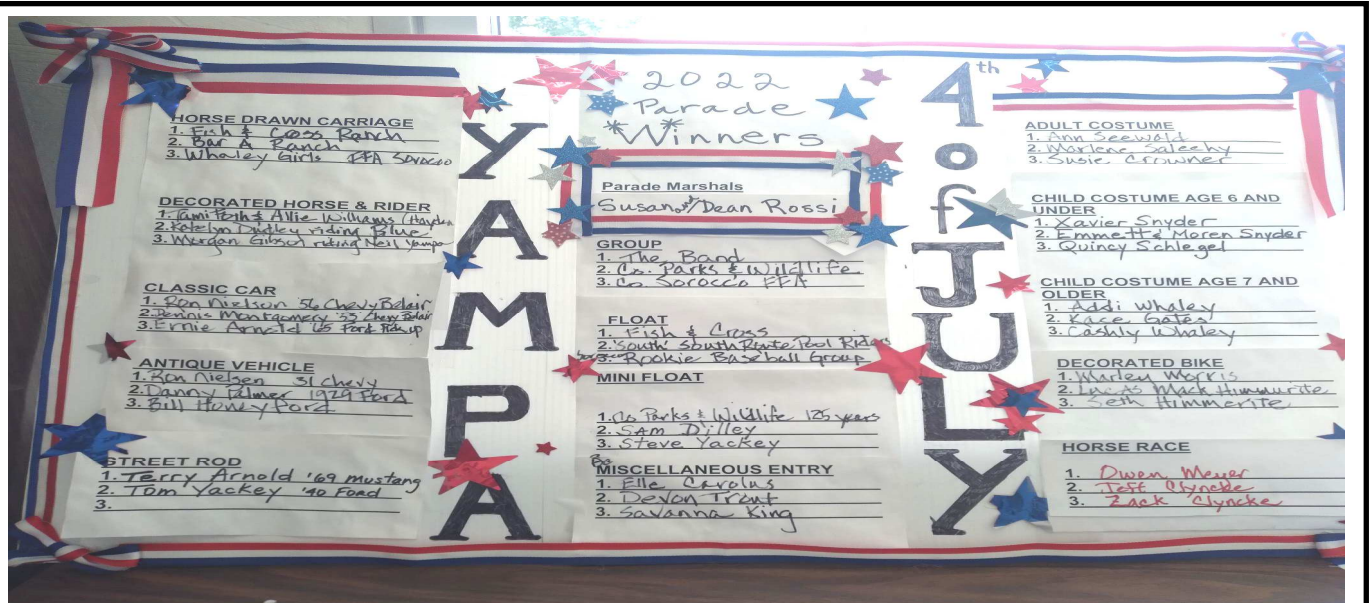 HORSE DRAWN CARRIAGE
1. Fish & Cross Ranch
2. Bar A Ranch
3. Whaley Girls FFA Sorocco
DECORATED HORSE & RIDER
1. Tami & Allie Williams (Hayden
2. Katelyn Dudley riding Blue
3. Morgan Gibson riding Neil Yampa
CLASSIC CAR
1. Ron Nielson 56 Chevy Belair
2. Dennis Montgomery '55 Chevy Belair
3. Ernie Arnold '65 Ford Pickup
ANTIQUE VEHICLE
1. Ron Nielsen 31 Chevy
2. Danny Palmer 1929 Ford
3. Bill Ford
STREET ROD
1. Terry Arnold '69 mustang
2. Tom Yackey '40 Ford
3.
YAMPA
2022
Parade
*Winners*
Parade Marshals
Susan and Dean Rossi
GROUP
1. The Band
2. Co. Parks & Wildlife
3. Co. Sorocco FFA
FLOAT
1. Fish & Cross
2. 'South' South Route Pool Riders
3. Rookie Baseball Group
MINI FLOAT
1. Co Parks & Wildlife 125 years
2. Sam D'illey
3. Steve Yackey
MISCELLANEOUS ENTRY
1. Elle Carolus
2. Devon Trout
3. Savanna King
4th
of
JULY
ADULT COSTUME
1. Ann Seewald
2. Marlene Saleehy
3. Susie Crowner
CHILD COSTUME AGE 6 AND
UNDER
1. Xavier Snyder
2. Emmett & Maren Snyder
3. Quincy Schlegel
CHILD COSTUME AGE 7 AND
OLDER
1. Addi Whaley
2. Kace Gates
3. Cashly Whaley
DECORATED BIKE
1. Marley Morris
2. Mack Himmerite
3. Seth Himmerite
HORSE RACE
1. Owen Meyer
2. Jeff Clyncke
3. Zack Clyncke